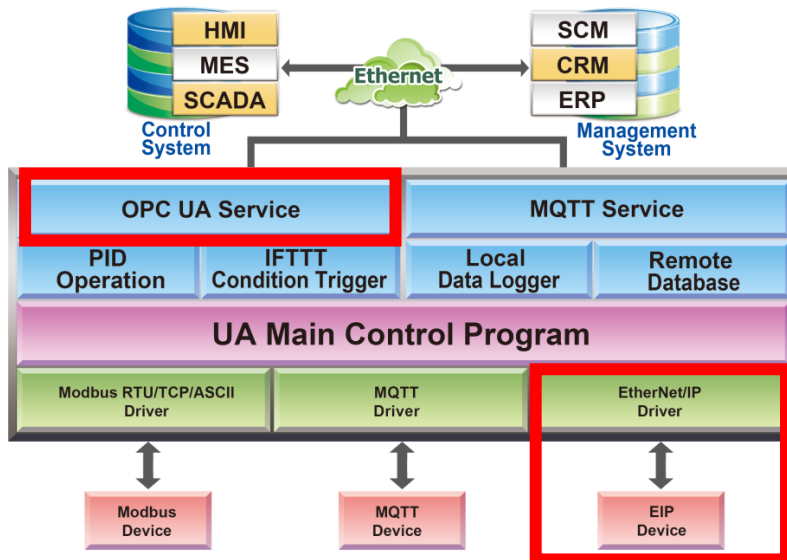 HMI
MES
SCADA
Control
System
Ethernet
SCM
CRM
ERP
Management
System
OPC UA Service
MQTT Service
PID
Operation
IFTTT
Condition Trigger
Local
Data Logger
Remote
Database
UA Main Control Program
Modbus RTU/TCP/ASCII
Driver
MQTT
Driver
EtherNet/IP
Driver
Modbus
Device
MQTT
Device
EIP
Device